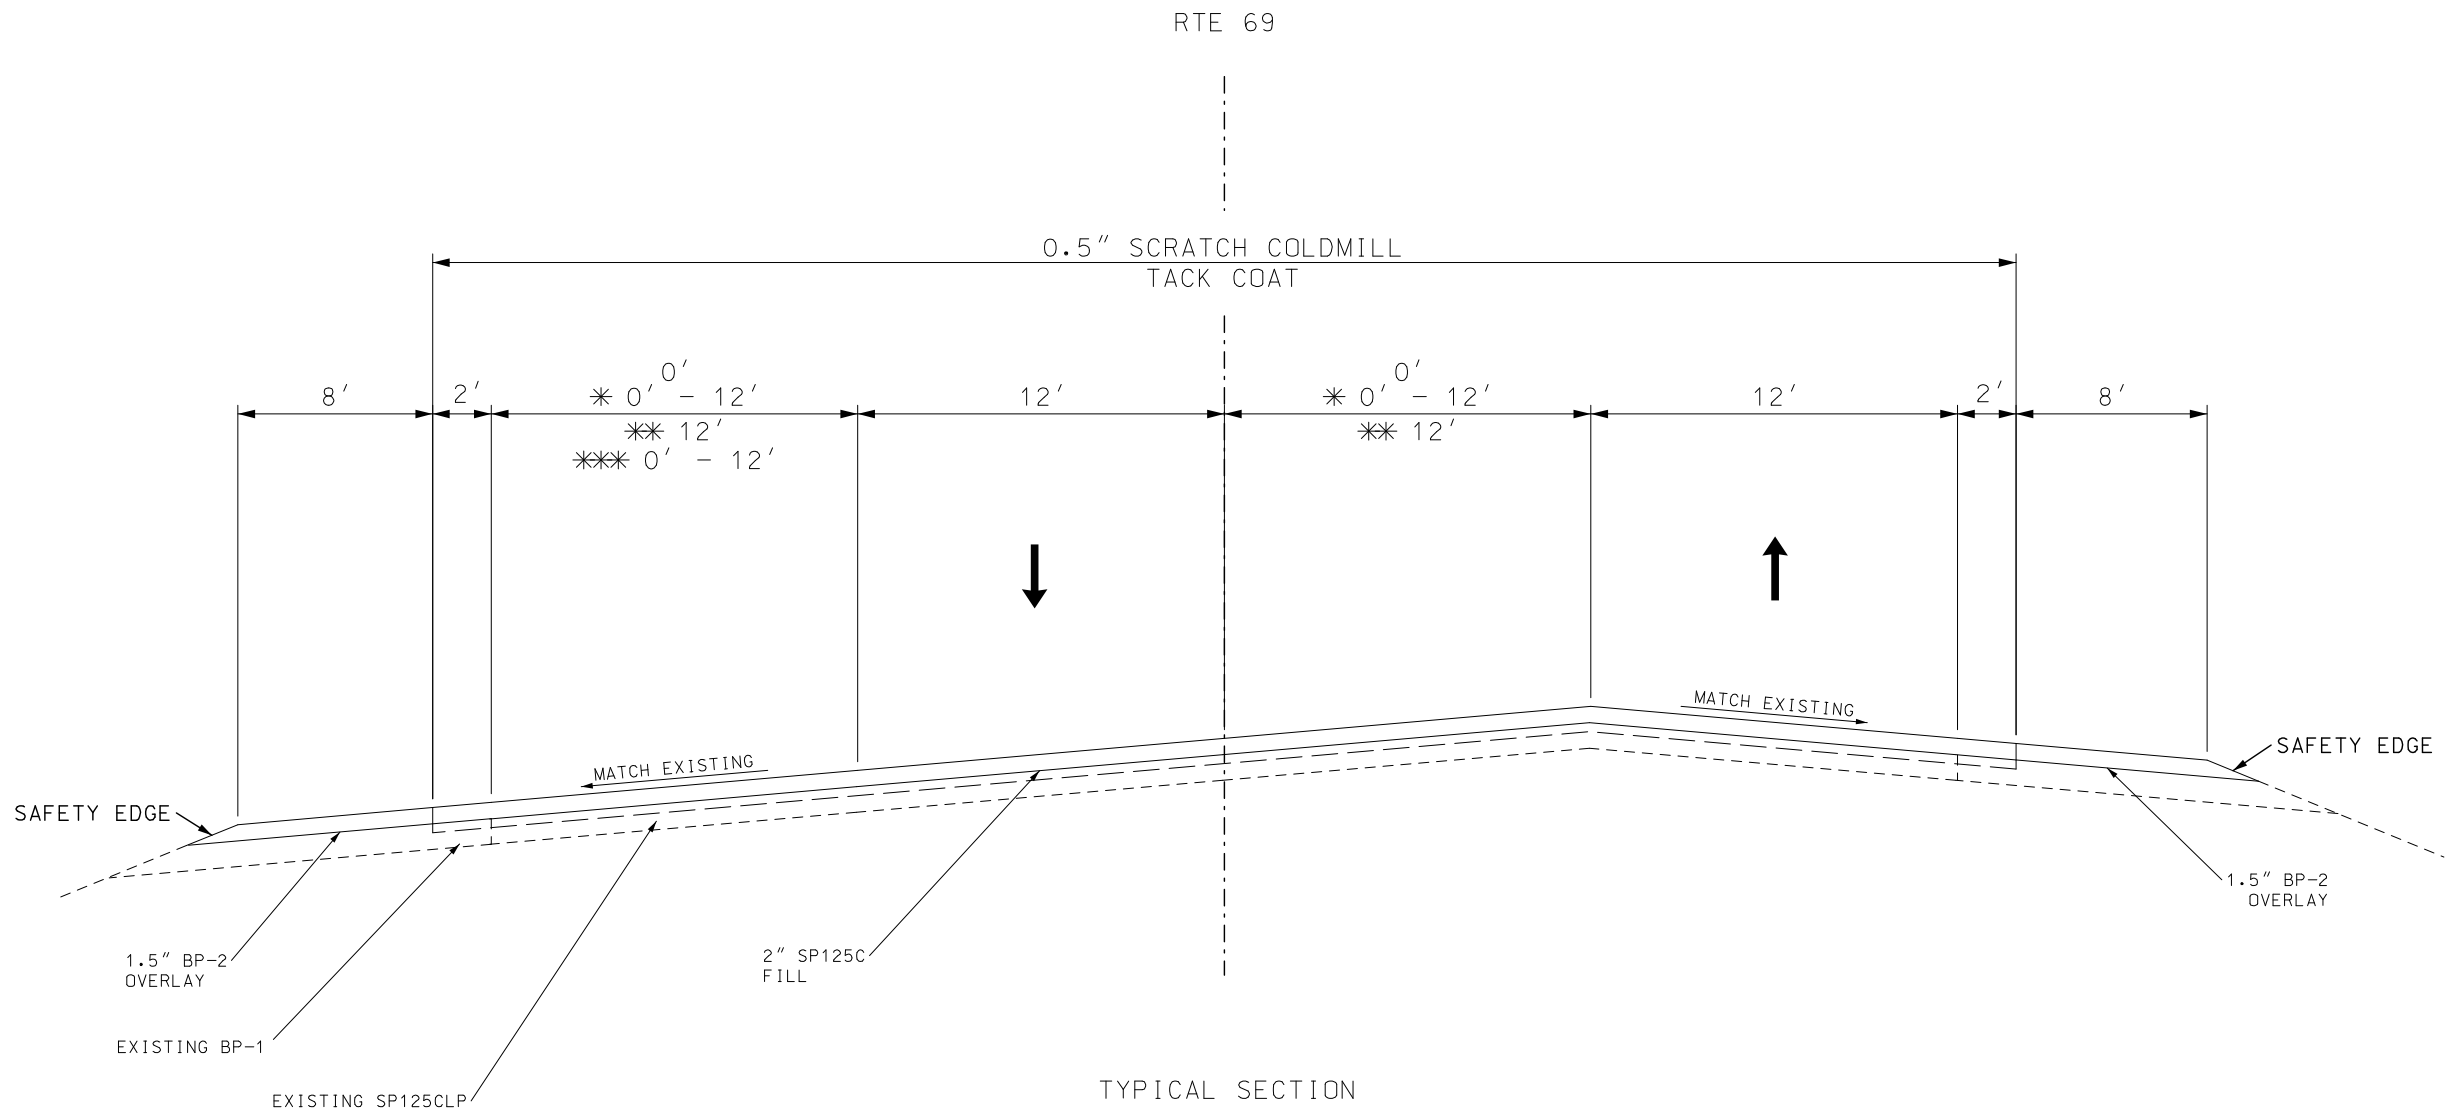 RTE 69
0.5" SCRATCH COLDMILL
TACK COAT
0' 0'
8' 2' * 0' - 12' 12' * 0' - 12' 12' 2' 8'
** 12' ** 12'
*** 0' - 12'
MATCH EXISTING
MATCH EXISTING
SAFETY EDGE
SAFETY EDGE
1.5" BP-2
OVERLAY
1.5" BP-2
OVERLAY
2" SP125C
FILL
EXISTING BP-1
EXISTING SP125CLP
TYPICAL SECTION